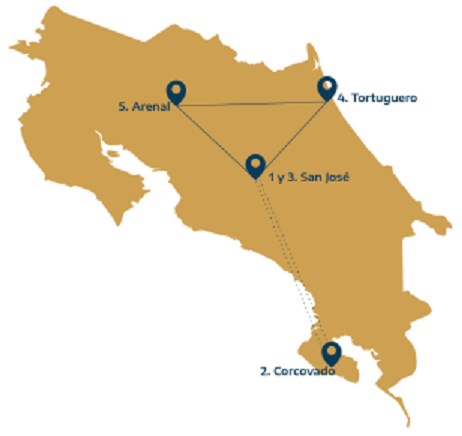 5. Arenal
4. Tortuguero
1 y 3. San José
2. Corcovado